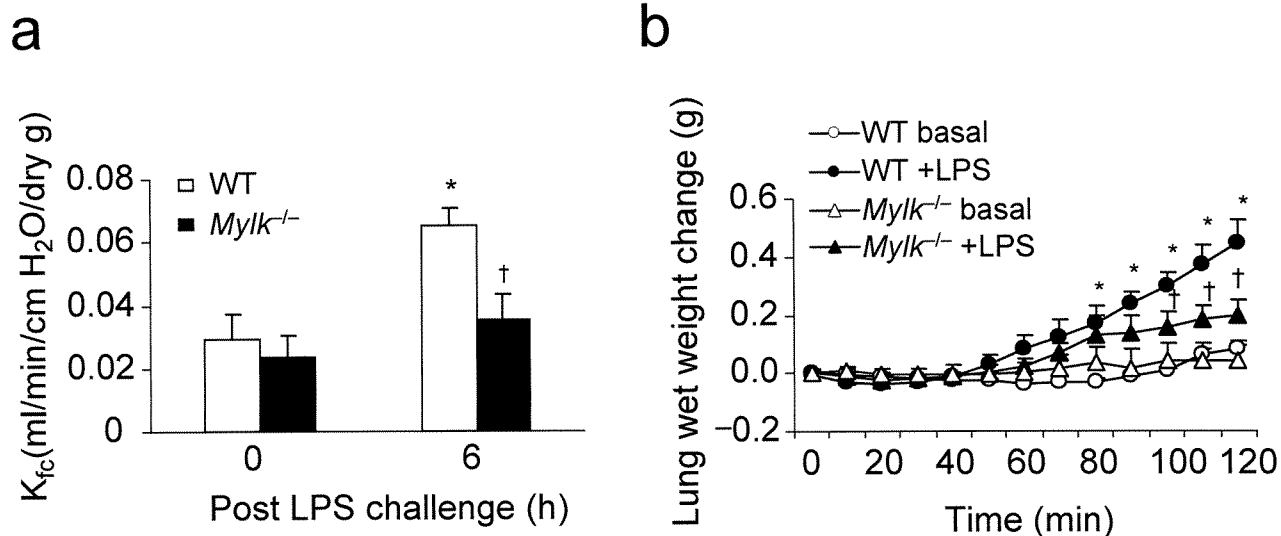 a
K_fc(ml/min/cm H₂O/dry g)
0.08
0.06
0.04
0.02
0
WT
Mylk⁻/⁻
*
†
0
6
Post LPS challenge (h)
b
Lung wet weight change (g)
WT basal
WT +LPS
Mylk⁻/⁻ basal
Mylk⁻/⁻ +LPS
0.6
0.4
0.2
0.0
−0.2
* * * * *
† † †
0 20 40 60 80 100 120
Time (min)